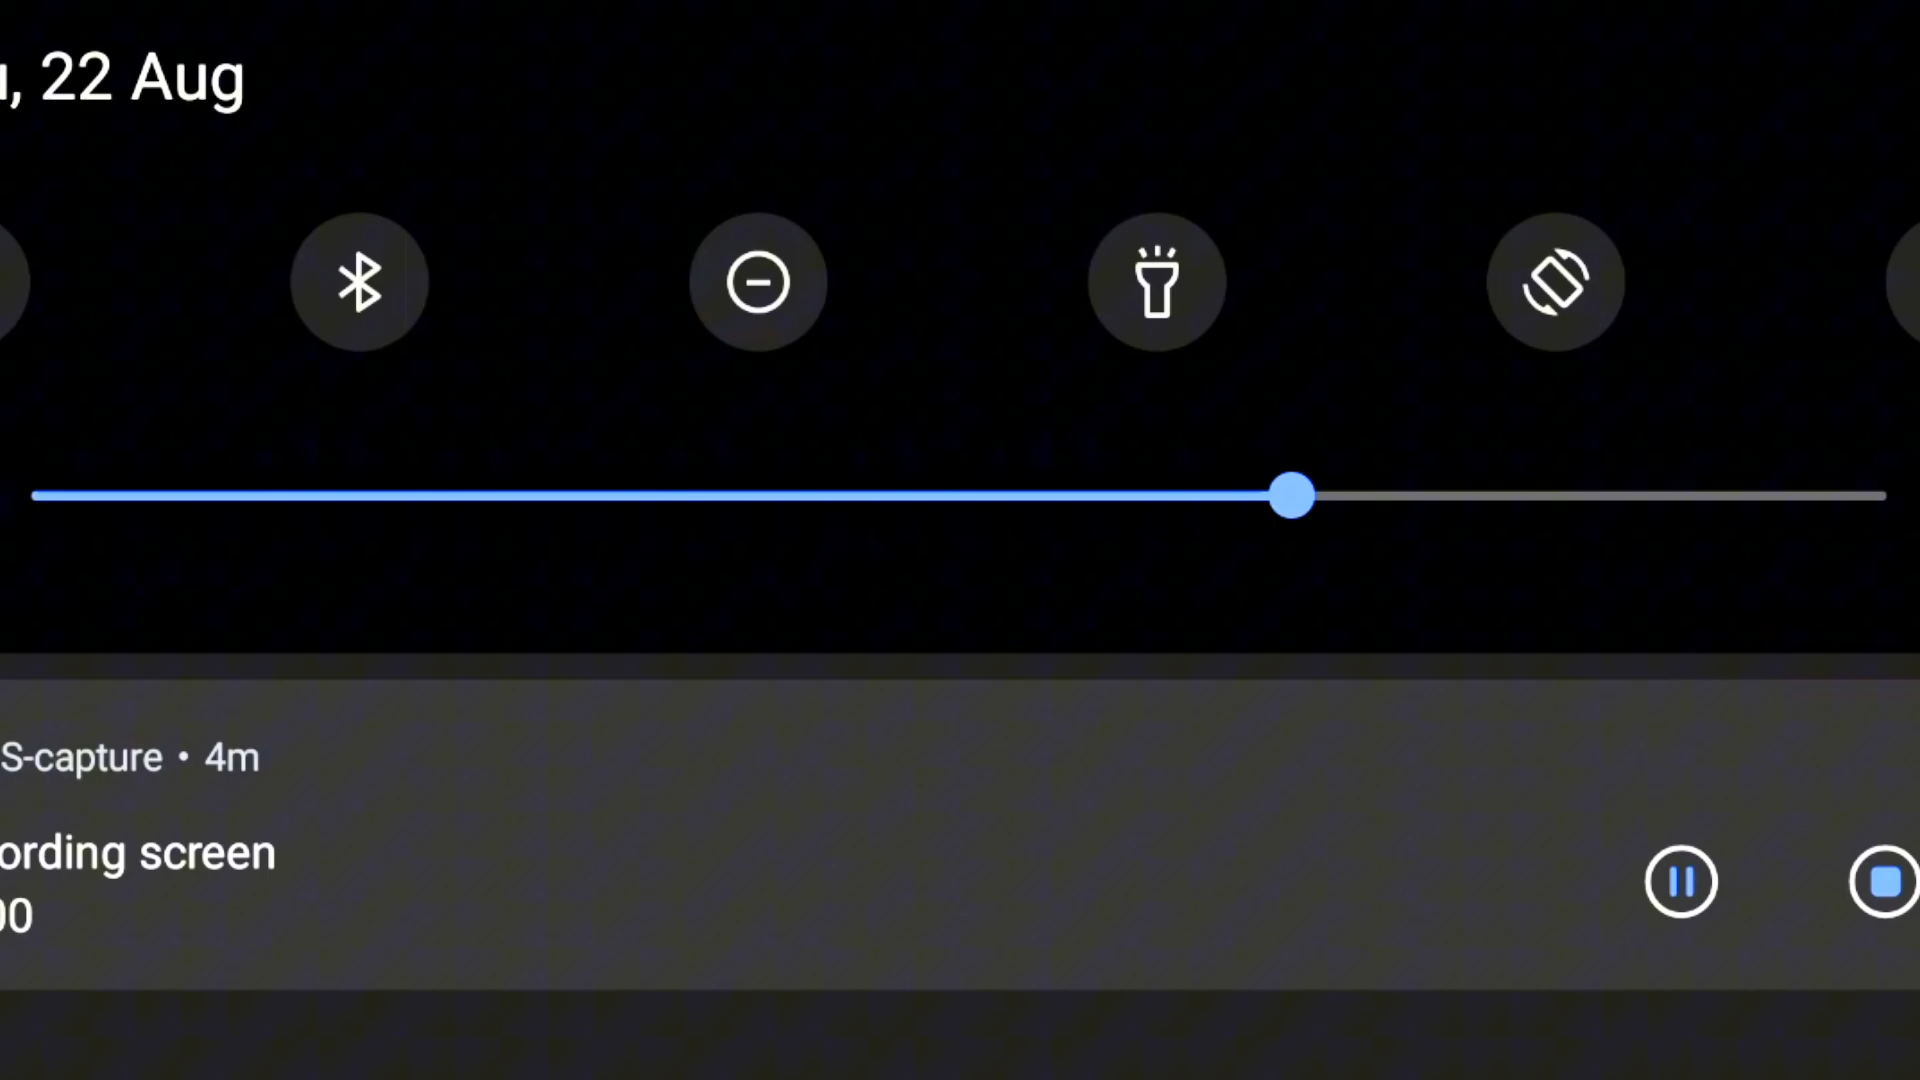 , 22 Aug
S-capture • 4m
ording screen
00